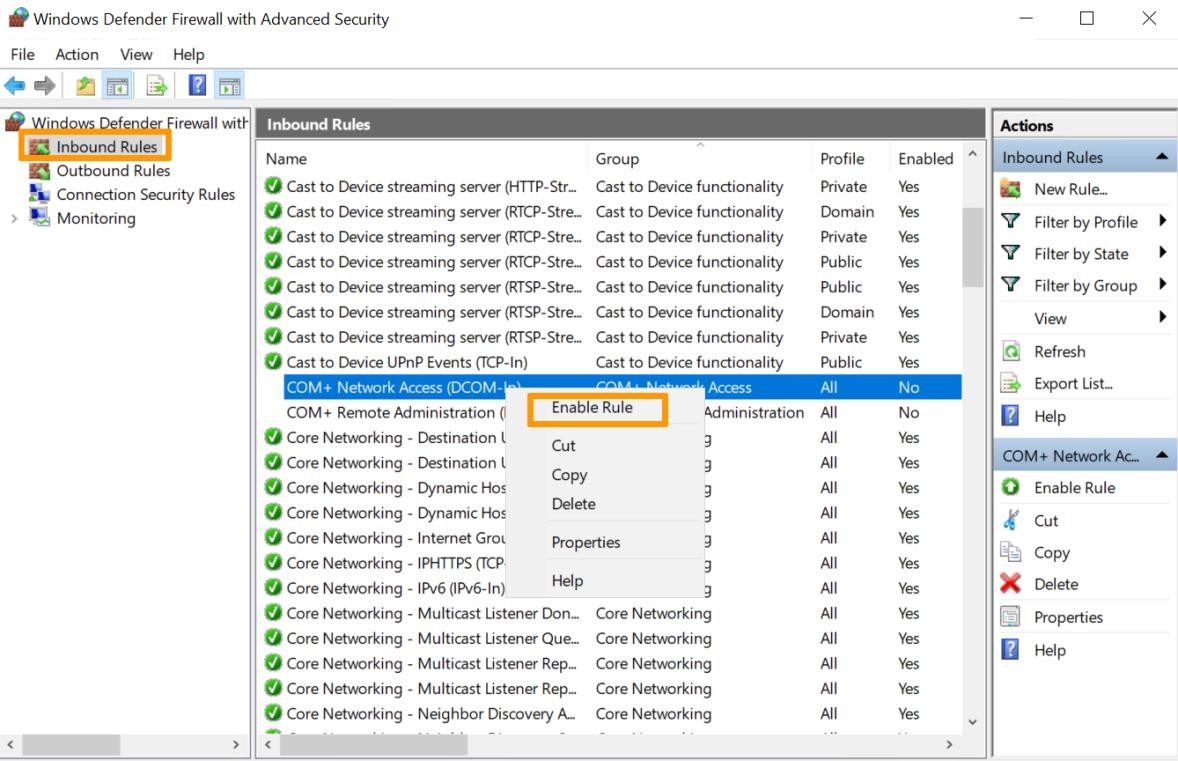 Windows Defender Firewall with Advanced Security
File Action View Help
Windows Defender Firewall with
Inbound Rules
Outbound Rules
Connection Security Rules
Monitoring
Inbound Rules
Name Group Profile Enabled
Cast to Device streaming server (HTTP-Str... Cast to Device functionality Private Yes
Cast to Device streaming server (RTCP-Stre... Cast to Device functionality Domain Yes
Cast to Device streaming server (RTCP-Stre... Cast to Device functionality Private Yes
Cast to Device streaming server (RTCP-Stre... Cast to Device functionality Public Yes
Cast to Device streaming server (RTSP-Stre... Cast to Device functionality Public Yes
Cast to Device streaming server (RTSP-Stre... Cast to Device functionality Domain Yes
Cast to Device streaming server (RTSP-Stre... Cast to Device functionality Private Yes
Cast to Device UPnP Events (TCP-In) Cast to Device functionality Public Yes
COM+ Network Access (DCOM-In) COM+ Network Access All No
COM+ Remote Administration ( Administration All No
Core Networking - Destination All Yes
Core Networking - Destination All Yes
Core Networking - Dynamic Hos All Yes
Core Networking - Dynamic Hos All Yes
Core Networking - Internet Grou All Yes
Core Networking - IPHTTPS (TCP- All Yes
Core Networking - IPv6 (IPv6-In) All Yes
Core Networking - Multicast Listener Don... Core Networking All Yes
Core Networking - Multicast Listener Que... Core Networking All Yes
Core Networking - Multicast Listener Rep... Core Networking All Yes
Core Networking - Multicast Listener Rep... Core Networking All Yes
Core Networking - Neighbor Discovery A... Core Networking All Yes
Enable Rule
Cut
Copy
Delete
Properties
Help
Actions
Inbound Rules
New Rule...
Filter by Profile
Filter by State
Filter by Group
View
Refresh
Export List...
Help
COM+ Network Ac...
Enable Rule
Cut
Copy
Delete
Properties
Help